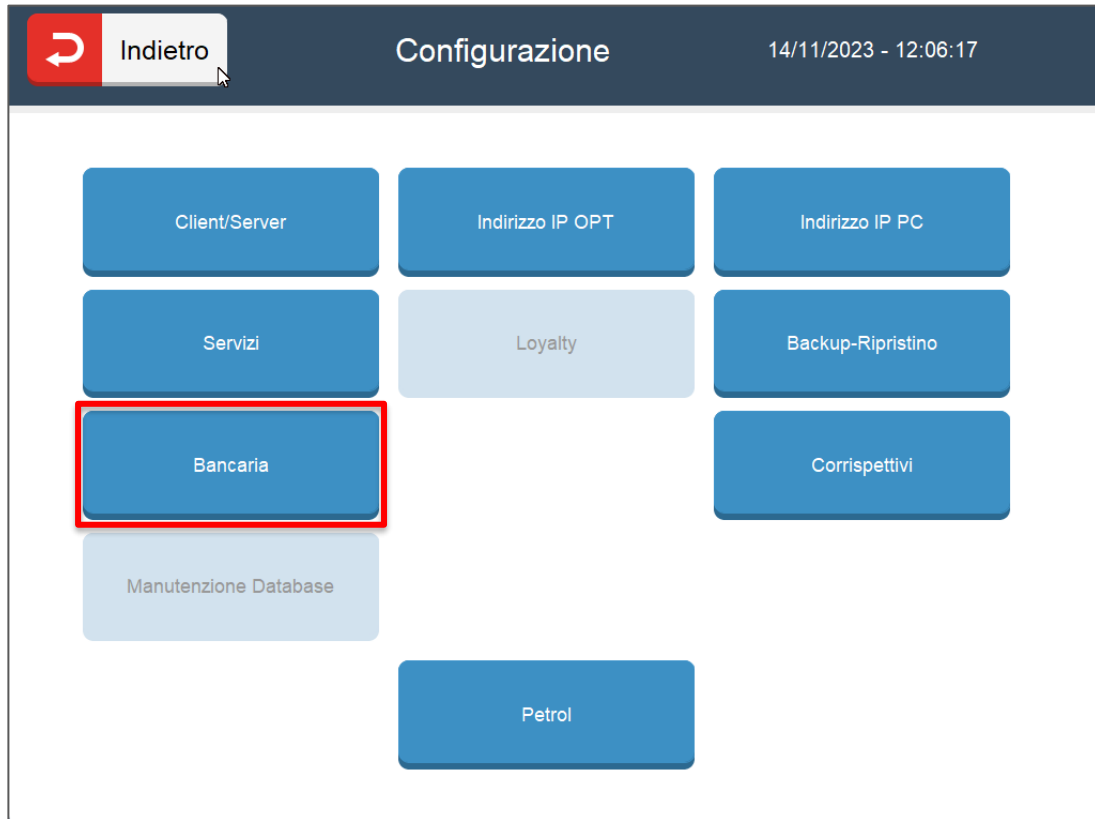 Indietro
Configurazione
14/11/2023 - 12:06:17
Client/Server
Indirizzo IP OPT
Indirizzo IP PC
Servizi
Loyalty
Backup-Ripristino
Bancaria
Corrispettivi
Manutenzione Database
Petrol